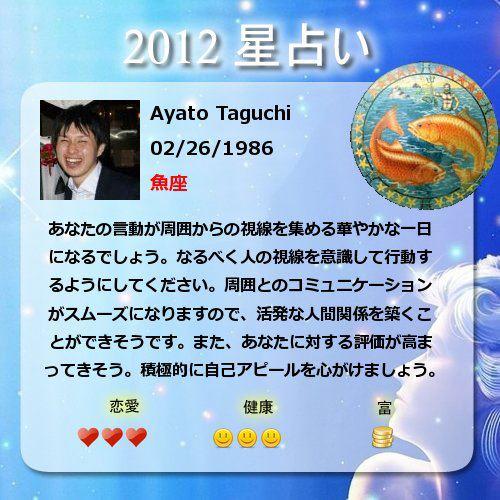 2012 星占い
Ayato Taguchi
02/26/1986
魚座
あなたの言動が周囲からの視線を集める華やかな一日
になるでしょう。なるべく人の視線を意識して行動す
るようにしてください。周囲とのコミュニケーション
がスムーズになりますので、活発な人間関係を築くこ
とができそうです。また、あなたに対する評価が高ま
ってきそう。積極的に自己アピールを心がけましょう。
恋愛 健康 富